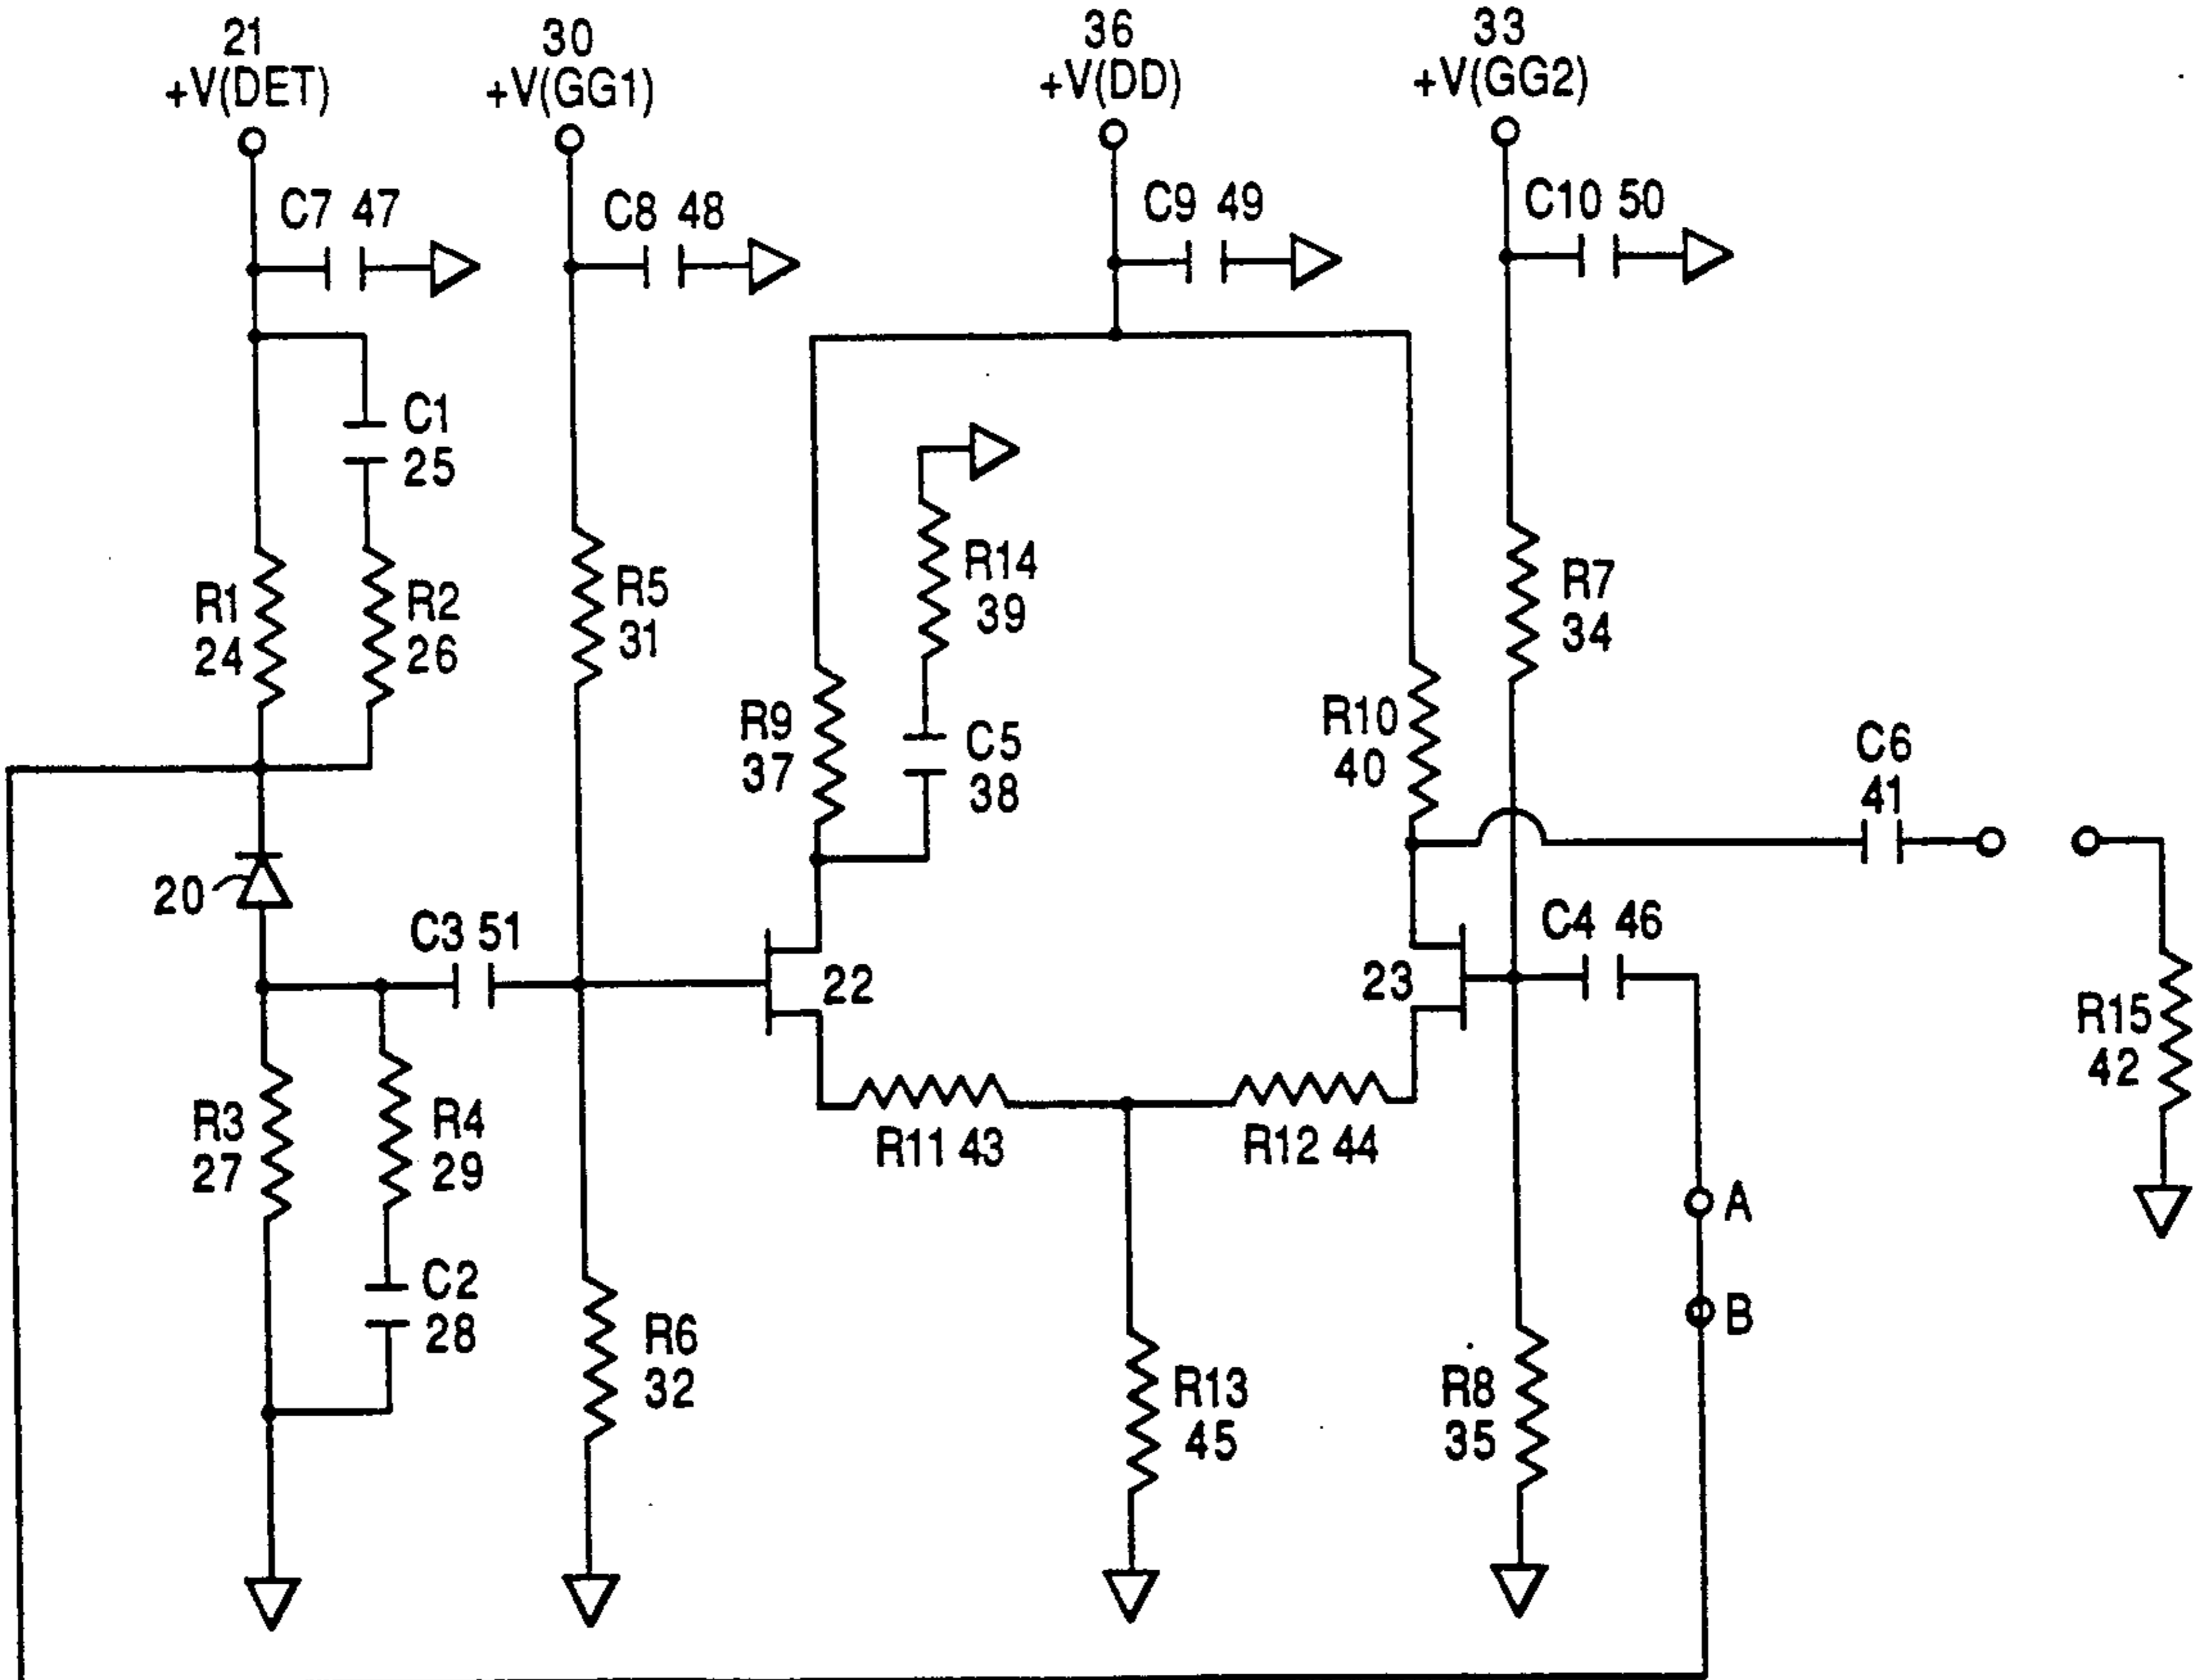 21
+V(DET)
30
+V(GG1)
36
+V(DD)
33
+V(GG2)
C7 47
C8 48
C9 49
C10 50
C1
25
R1
24
R2
26
R5
31
R14
39
R7
34
R9
37
C5
38
R10
40
C6
41
20
C3 51
22
23
C4 46
R15
42
R3
27
R4
29
R11 43
R12 44
A
B
C2
28
R6
32
R13
45
R8
35